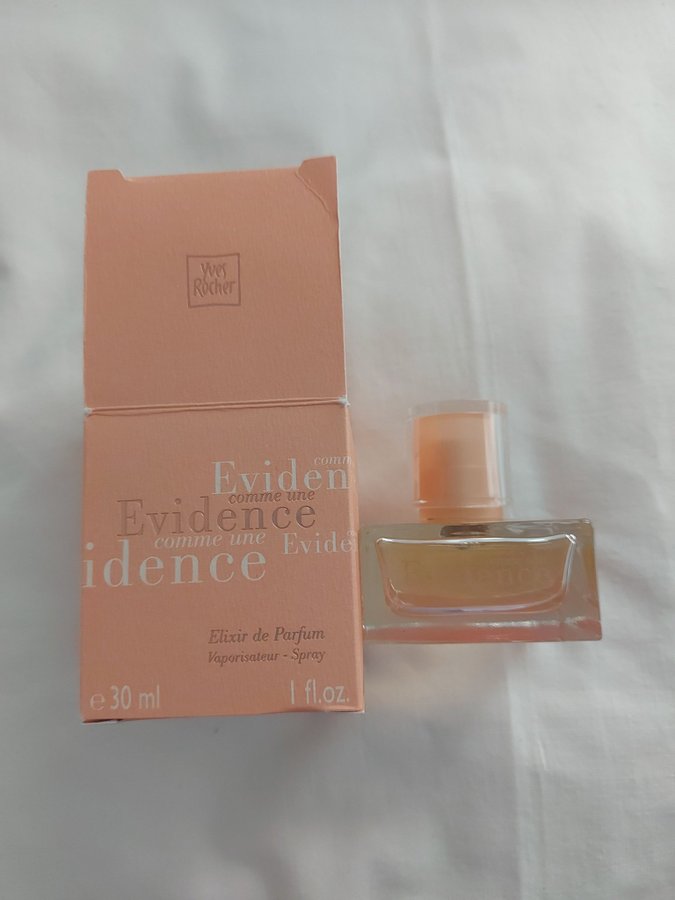 Yves
Rocher
comm
Eviden
comme une
Evidence
comme une Evide
idence
Elixir de Parfum
Vaporisateur - Spray
e 30 ml 1 fl.oz.